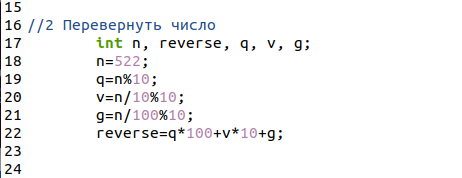 15
16 //2 Перевернуть число
17 int n, reverse, q, v, g;
18 n=522;
19 q=n%10;
20 v=n/10%10;
21 g=n/100%10;
22 reverse=q*100+v*10+g;
23
24